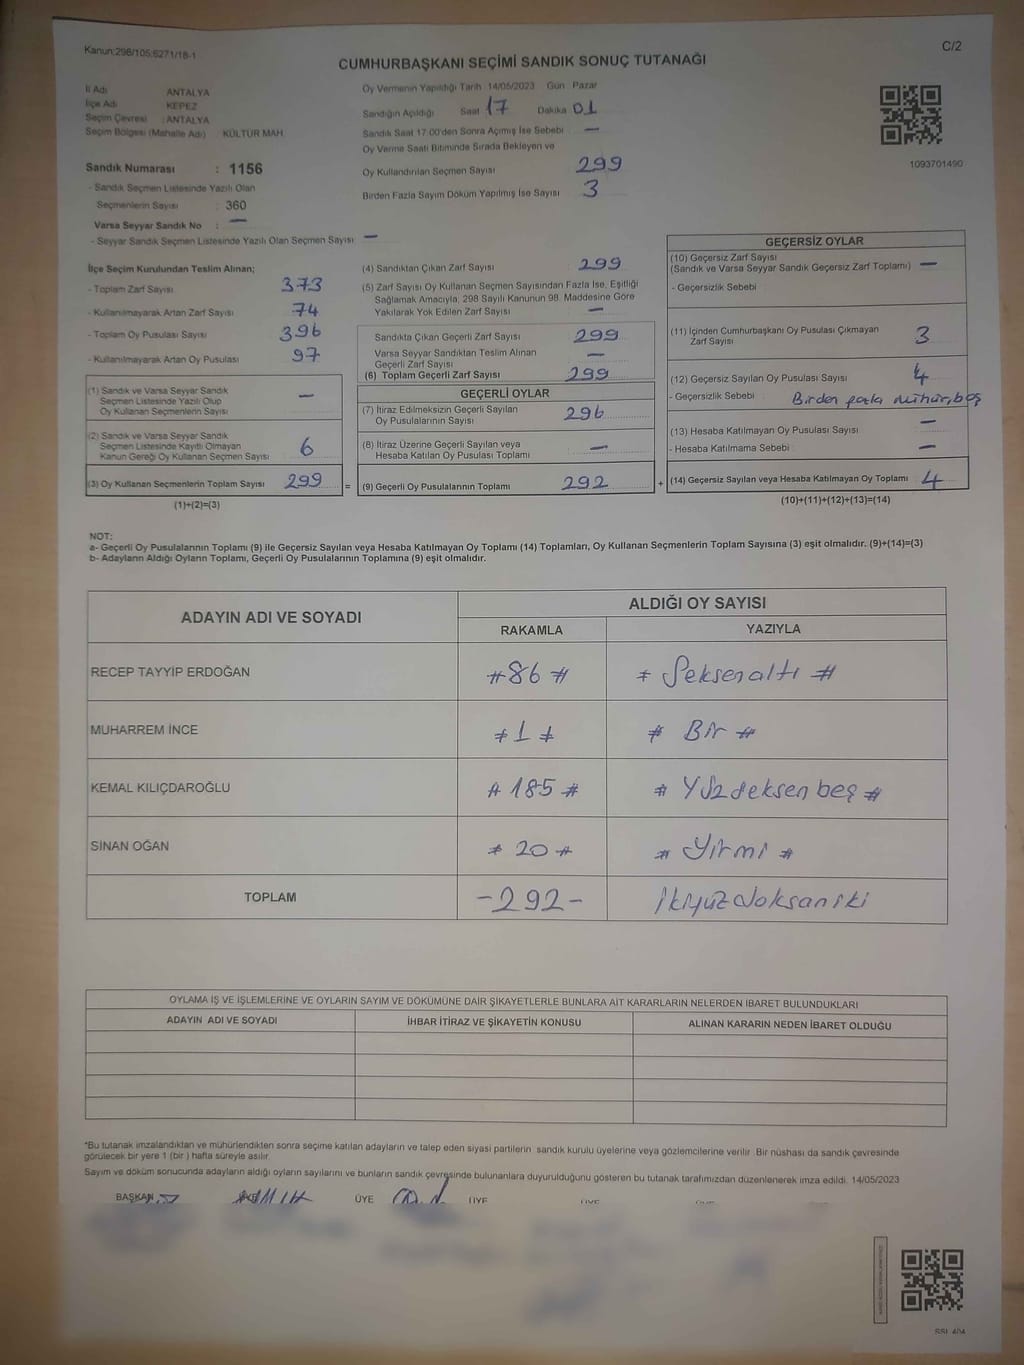 Kanun:298/105;6271/18-1
C/2
CUMHURBAŞKANI SEÇİMİ SANDIK SONUÇ TUTANAĞI
İl Adı ANTALYA
İlçe Adı KEPEZ
Seçim Çevresi : ANTALYA
Seçim Bölgesi (Mahalle Adı) KÜLTÜR MAH
Sandık Numarası : 1156
- Sandık Seçmen Listesinde Yazılı Olan
Seçmenlerin Sayısı : 360
Varsa Seyyar Sandık No : —
- Seyyar Sandık Seçmen Listesinde Yazılı Olan Seçmen Sayısı : —
Oy Vermenin Yapıldığı Tarih : 14/05/2023 Gün : Pazar
Sandığın Açıldığı Saat 17 Dakika 01
Sandık Saat 17:00'den Sonra Açımış İse Sebebi —
Oy Verme Saati Bitiminde Sırada Bekleyen ve
Oy Kullandırılan Seçmen Sayısı 299
Birden Fazla Sayım Döküm Yapılmış İse Sayısı 3
1093701490
İlçe Seçim Kurulundan Teslim Alınan;
- Toplam Zarf Sayısı 373
- Kullanılmayarak Artan Zarf Sayısı 74
- Toplam Oy Pusulası Sayısı 396
- Kullanılmayarak Artan Oy Pusulası 97
(1) Sandık ve Varsa Seyyar Sandık
Seçmen Listesinde Yazılı Olup
Oy Kullanan Seçmenlerin Sayısı —
(2) Sandık ve Varsa Seyyar Sandık
Seçmen Listesinde Kayıtlı Olmayan
Kanun Gereği Oy Kullanan Seçmen Sayısı 6
(3) Oy Kullanan Seçmenlerin Toplam Sayısı 299 =
(1)+(2)=(3)
(4) Sandıktan Çıkan Zarf Sayısı 299
(5) Zarf Sayısı Oy Kullanan Seçmen Sayısından Fazla İse, Eşitliği
Sağlamak Amacıyla, 298 Sayılı Kanunun 98. Maddesine Göre
Yakılarak Yok Edilen Zarf Sayısı —
Sandıkta Çıkan Geçerli Zarf Sayısı 299
Varsa Seyyar Sandıktan Teslim Alınan
Geçerli Zarf Sayısı —
(6) Toplam Geçerli Zarf Sayısı 299
GEÇERLİ OYLAR
(7) İtiraz Edilmeksizin Geçerli Sayılan
Oy Pusulalarının Sayısı 296
(8) İtiraz Üzerine Geçerli Sayılan veya
Hesaba Katılan Oy Pusulası Toplamı —
(9) Geçerli Oy Pusulalarının Toplamı 292 +
GEÇERSİZ OYLAR
(10) Geçersiz Zarf Sayısı
(Sandık ve Varsa Seyyar Sandık Geçersiz Zarf Toplamı) —
- Geçersizlik Sebebi
(11) İçinden Cumhurbaşkanı Oy Pusulası Çıkmayan
Zarf Sayısı 3
(12) Geçersiz Sayılan Oy Pusulası Sayısı 4
- Geçersizlik Sebebi Birden fazla mühür, boş
(13) Hesaba Katılmayan Oy Pusulası Sayısı —
- Hesaba Katılmama Sebebi —
(14) Geçersiz Sayılan veya Hesaba Katılmayan Oy Toplamı 4
(10)+(11)+(12)+(13)=(14)
NOT:
a- Geçerli Oy Pusulalarının Toplamı (9) ile Geçersiz Sayılan veya Hesaba Katılmayan Oy Toplamı (14) Toplamları, Oy Kullanan Seçmenlerin Toplam Sayısına (3) eşit olmalıdır. (9)+(14)=(3)
b- Adayların Aldığı Oyların Toplamı, Geçerli Oy Pusulalarının Toplamına (9) eşit olmalıdır.
ADAYIN ADI VE SOYADI
ALDIĞI OY SAYISI
RAKAMLA YAZIYLA
RECEP TAYYİP ERDOĞAN #86# # Seksenaltı #
MUHARREM İNCE #1# # Bir #
KEMAL KILIÇDAROĞLU #185# # Yüzseksenbeş #
SİNAN OĞAN #20# # Yirmi #
TOPLAM -292- İkiyüzdoksaniki
OYLAMA İŞ VE İŞLEMLERİNE VE OYLARIN SAYIM VE DÖKÜMÜNE DAİR ŞİKAYETLERLE BUNLARA AİT KARARLARIN NELERDEN İBARET BULUNDUKLARI
ADAYIN ADI VE SOYADI İHBAR İTİRAZ VE ŞİKAYETİN KONUSU ALINAN KARARIN NEDEN İBARET OLDUĞU
*Bu tutanak imzalandıktan ve mühürlendikten sonra seçime katılan adayların ve talep eden siyasi partilerin sandık kurulu üyelerine veya gözlemcilerine verilir. Bir nüshası da sandık çevresinde
görülecek bir yere 1 (bir ) hafta süreyle asılır.
Sayım ve döküm sonucunda adayların aldığı oyların sayılarını ve bunların sandık çevresinde bulunanlara duyurulduğunu gösteren bu tutanak tarafımızdan düzenlenerek imza edildi. 14/05/2023
BAŞKAN ÜYE ÜYE